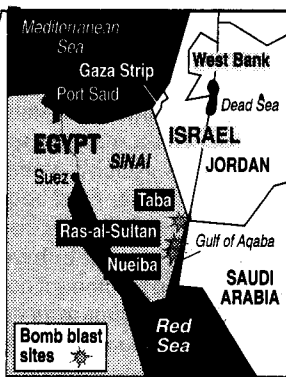 Mediterranean
Sea
West Bank
Gaza Strip
Port Said
Dead Sea
EGYPT
ISRAEL
SINAI
JORDAN
Suez
Taba
Ras-al-Sultan
Gulf of Aqaba
Nueiba
SAUDI
ARABIA
Red
Sea
Bomb blast
sites